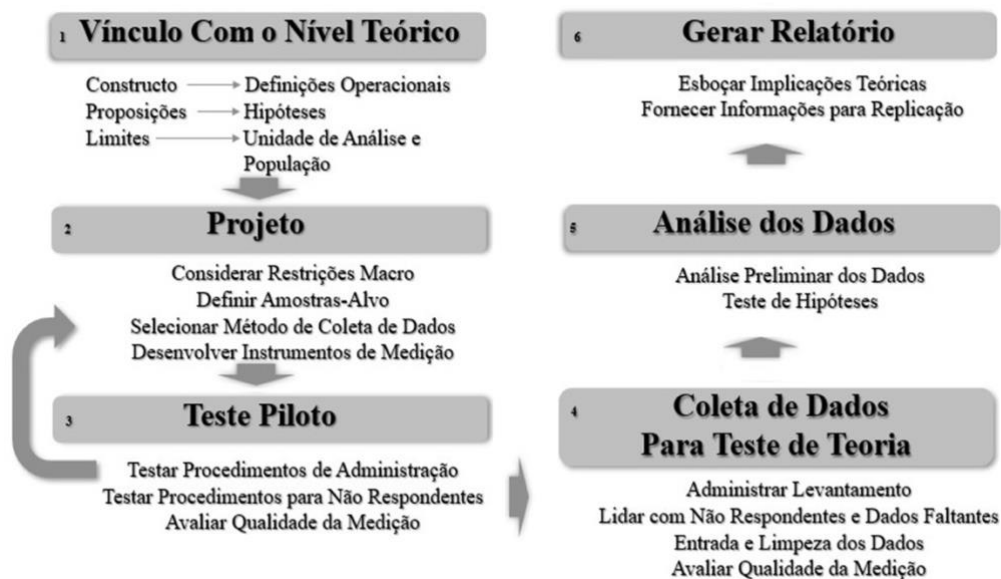 1 Vínculo Com o Nível Teórico
Constructo Definições Operacionais
Proposições Hipóteses
Limites Unidade de Análise e
População
2 Projeto
Considerar Restrições Macro
Definir Amostras-Alvo
Selecionar Método de Coleta de Dados
Desenvolver Instrumentos de Medição
3 Teste Piloto
Testar Procedimentos de Administração
Testar Procedimentos para Não Respondentes
Avaliar Qualidade da Medição
4 Coleta de Dados
Para Teste de Teoria
Administrar Levantamento
Lidar com Não Respondentes e Dados Faltantes
Entrada e Limpeza dos Dados
Avaliar Qualidade da Medição
5 Análise dos Dados
Análise Preliminar dos Dados
Teste de Hipóteses
6 Gerar Relatório
Esboçar Implicações Teóricas
Fornecer Informações para Replicação